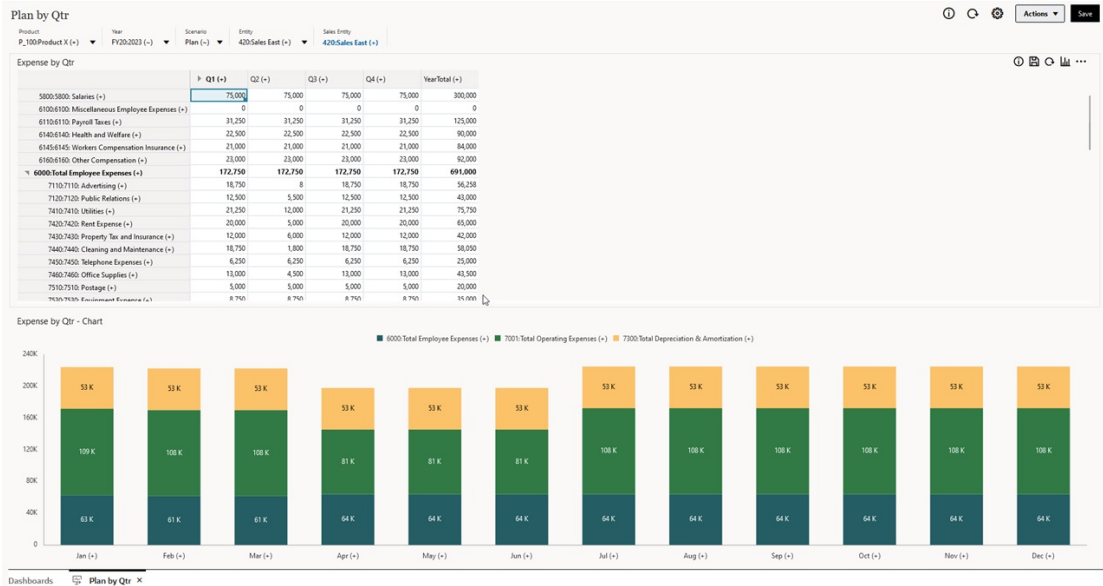 Plan by Qtr
Actions ▼ Save
Product Year Scenario Entity Sales Entity
P_100:Product X (+) ▼ FY20:2023 (~) ▼ Plan (~) ▼ 420:Sales East (+) ▼ 420:Sales East (+)
Expense by Qtr
Q1 (+) Q2 (+) Q3 (+) Q4 (+) YearTotal (+)
5800:5800: Salaries (+) 75,000 75,000 75,000 75,000 300,000
6100:6100: Miscellaneous Employee Expenses (+) 0 0 0 0 0
6110:6110: Payroll Taxes (+) 31,250 31,250 31,250 31,250 125,000
6140:6140: Health and Welfare (+) 22,500 22,500 22,500 22,500 90,000
6145:6145: Workers Compensation Insurance (+) 21,000 21,000 21,000 21,000 84,000
6160:6160: Other Compensation (+) 23,000 23,000 23,000 23,000 92,000
6000:Total Employee Expenses (+) 172,750 172,750 172,750 172,750 691,000
7110:7110: Advertising (+) 18,750 8 18,750 18,750 56,258
7120:7120: Public Relations (+) 12,500 5,500 12,500 12,500 43,000
7410:7410: Utilities (+) 21,250 12,000 21,250 21,250 75,750
7420:7420: Rent Expense (+) 20,000 5,000 20,000 20,000 65,000
7430:7430: Property Tax and Insurance (+) 12,000 6,000 12,000 12,000 42,000
7440:7440: Cleaning and Maintenance (+) 18,750 1,800 18,750 18,750 58,050
7450:7450: Telephone Expenses (+) 6,250 6,250 6,250 6,250 25,000
7460:7460: Office Supplies (+) 13,000 4,500 13,000 13,000 43,500
7510:7510: Postage (+) 5,000 5,000 5,000 5,000 20,000
7530:7530: Equipment Expense (+) 8,750 8,750 8,750 8,750 35,000
Expense by Qtr - Chart
6000:Total Employee Expenses (+) 7001:Total Operating Expenses (+) 7300:Total Depreciation & Amortization (+)
240K
200K
160K
120K
80K
40K
0
53 K 53 K 53 K 53 K 53 K 53 K 53 K 53 K 53 K 53 K 53 K 53 K
109 K 108 K 108 K 81 K 81 K 81 K 108 K 108 K 108 K 108 K 108 K 108 K
63 K 61 K 61 K 64 K 64 K 64 K 64 K 64 K 64 K 64 K 64 K 64 K
Jan (+) Feb (+) Mar (+) Apr (+) May (+) Jun (+) Jul (+) Aug (+) Sep (+) Oct (+) Nov (+) Dec (+)
Dashboards Plan by Qtr ×